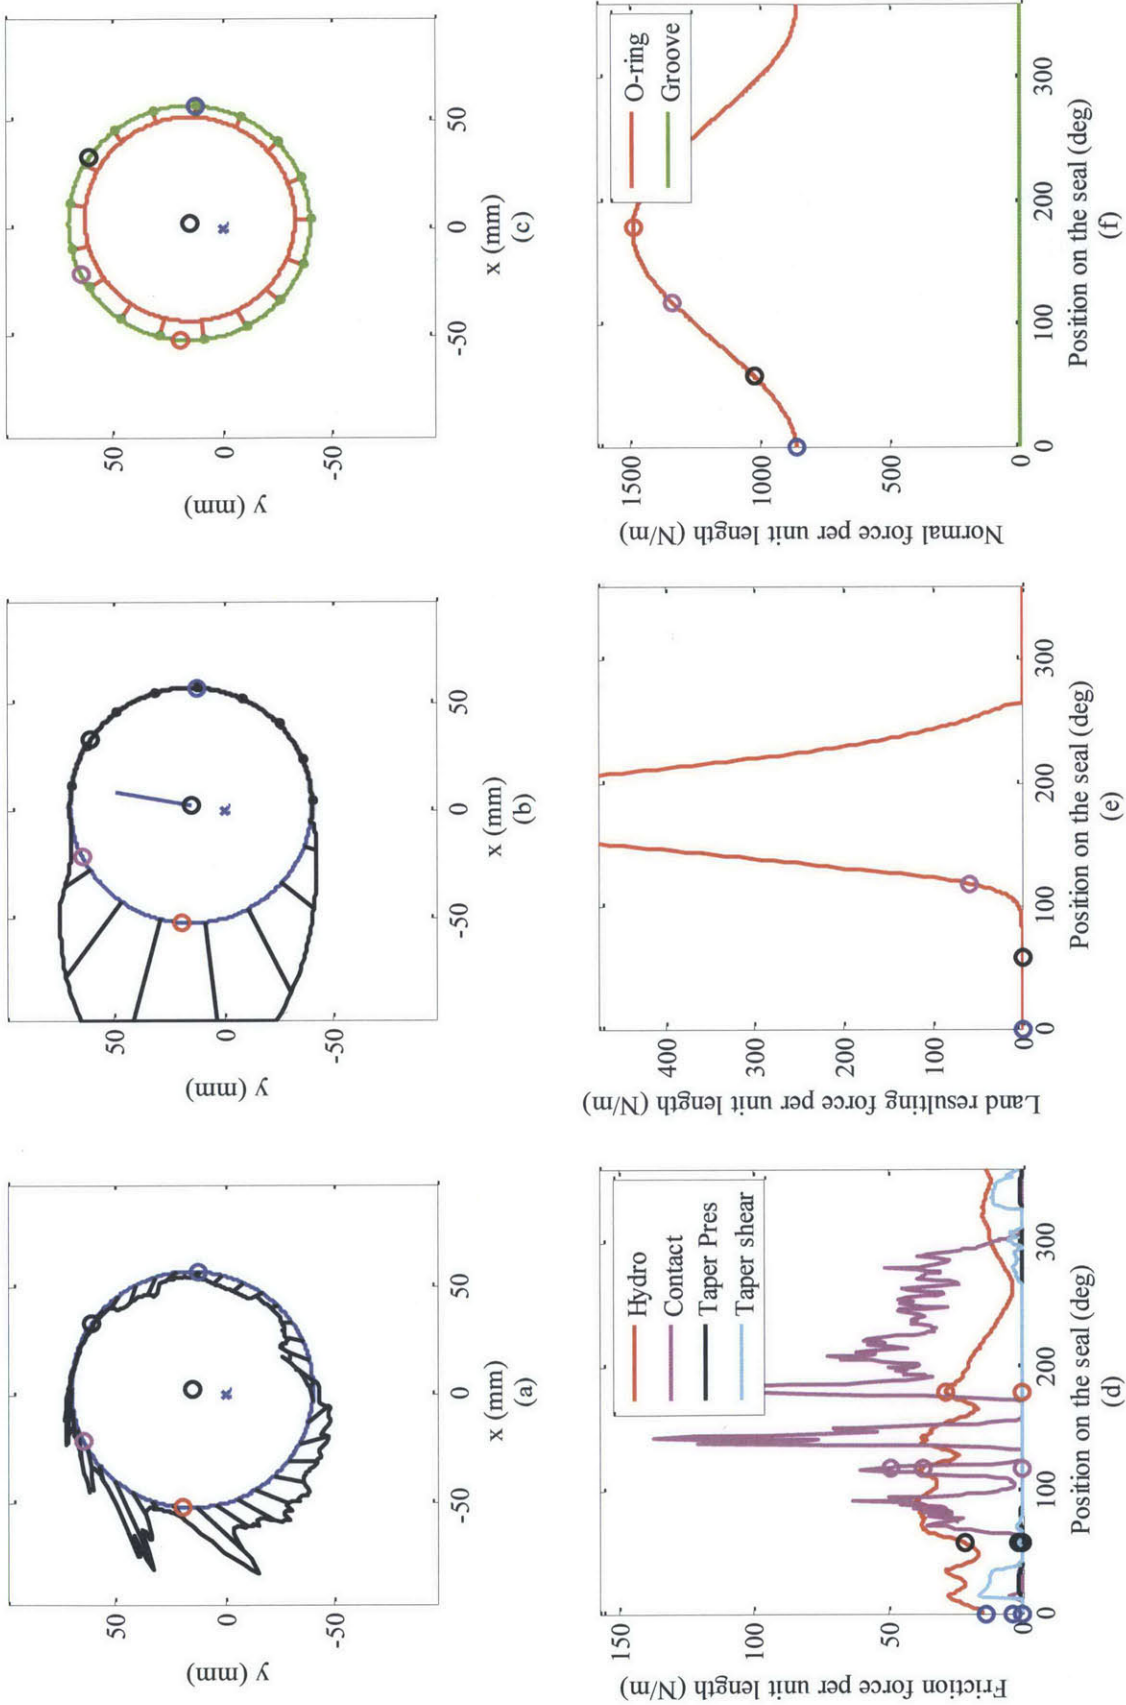 50
0
-50
y (mm)
-50
0
50
x (mm)
(a)
50
0
-50
y (mm)
-50
0
50
x (mm)
(b)
50
0
-50
y (mm)
-50
0
50
x (mm)
(c)
150
100
50
0
Friction force per unit length (N/m)
Hydro
Contact
Taper Pres
Taper shear
0
100
200
300
Position on the seal (deg)
(d)
400
300
200
100
0
Land resulting force per unit length (N/m)
0
100
200
300
Position on the seal (deg)
(e)
1500
1000
500
0
Normal force per unit length (N/m)
O-ring
Groove
0
100
200
300
Position on the seal (deg)
(f)